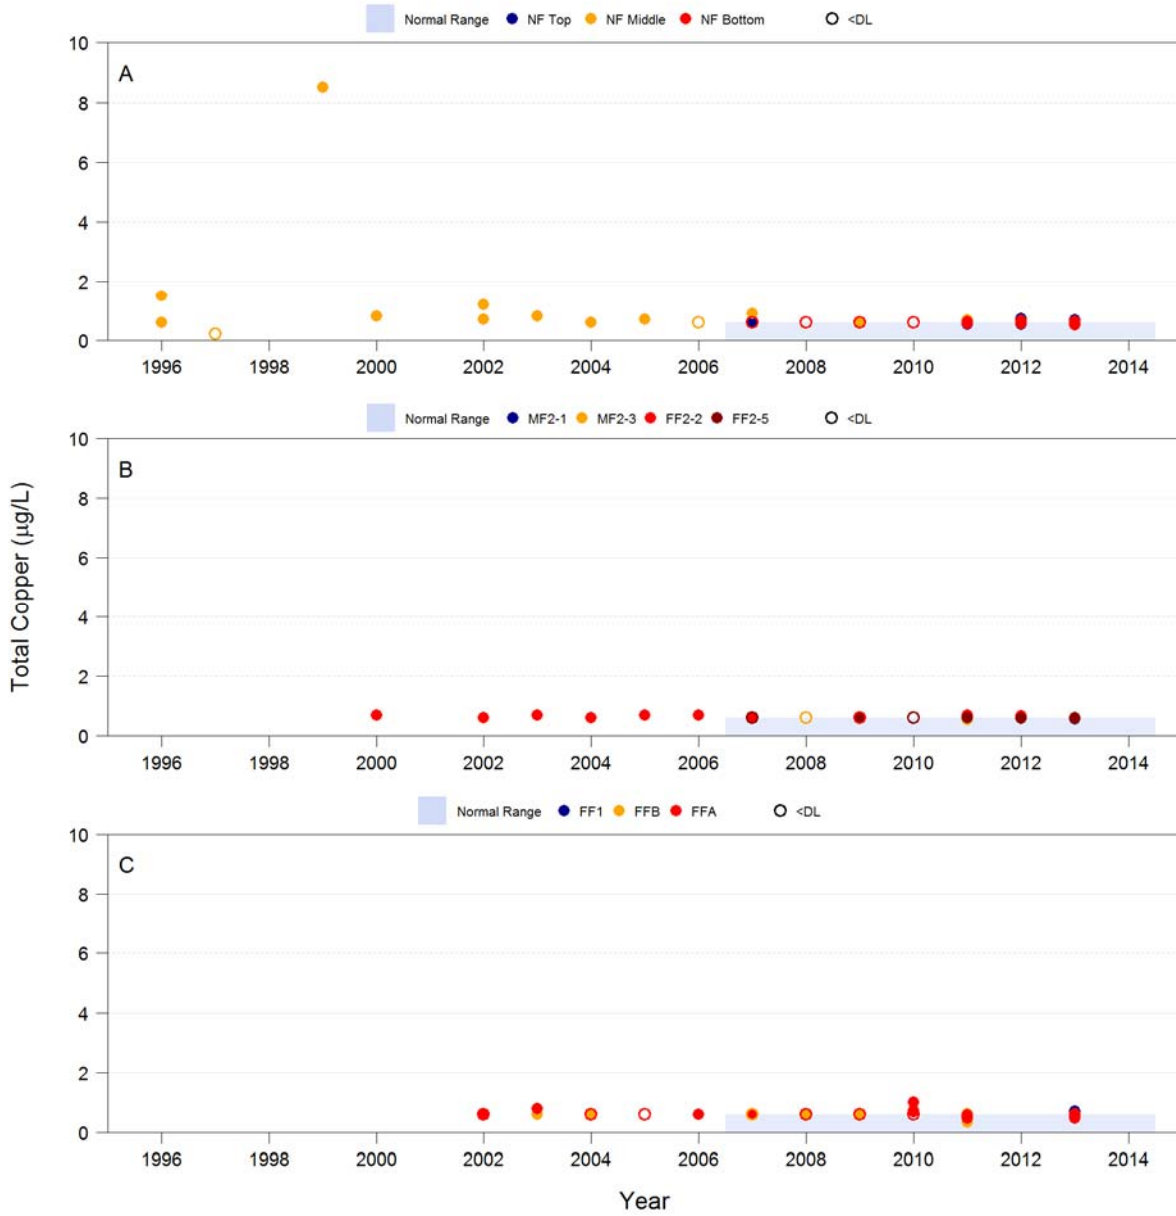 Normal Range NF Top NF Middle NF Bottom <DL
A
10
8
6
4
2
0
1996 1998 2000 2002 2004 2006 2008 2010 2012 2014
Normal Range MF2-1 MF2-3 FF2-2 FF2-5 <DL
B
10
8
6
4
2
0
1996 1998 2000 2002 2004 2006 2008 2010 2012 2014
Total Copper (µg/L)
Normal Range FF1 FFB FFA <DL
C
10
8
6
4
2
0
1996 1998 2000 2002 2004 2006 2008 2010 2012 2014
Year